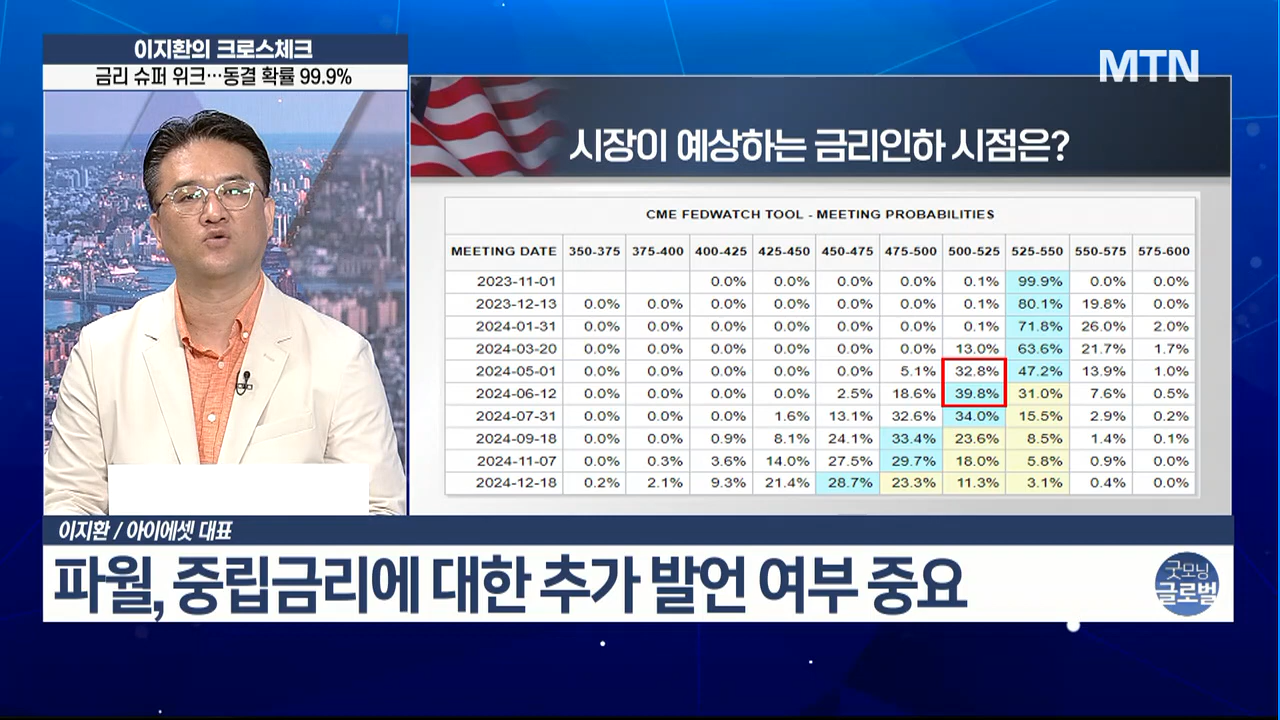 이지환의 크로스체크
금리 슈퍼 위크…동결 확률 99.9%
MTN
시장이 예상하는 금리인하 시점은?
CME FEDWATCH TOOL - MEETING PROBABILITIES
MEETING DATE 350-375 375-400 400-425 425-450 450-475 475-500 500-525 525-550 550-575 575-600
2023-11-01 0.0% 0.0% 0.0% 0.0% 0.1% 99.9% 0.0% 0.0%
2023-12-13 0.0% 0.0% 0.0% 0.0% 0.0% 0.0% 0.1% 80.1% 19.8% 0.0%
2024-01-31 0.0% 0.0% 0.0% 0.0% 0.0% 0.0% 0.1% 71.8% 26.0% 2.0%
2024-03-20 0.0% 0.0% 0.0% 0.0% 0.0% 0.0% 13.0% 63.6% 21.7% 1.7%
2024-05-01 0.0% 0.0% 0.0% 0.0% 0.0% 5.1% 32.8% 47.2% 13.9% 1.0%
2024-06-12 0.0% 0.0% 0.0% 0.0% 2.5% 18.6% 39.8% 31.0% 7.6% 0.5%
2024-07-31 0.0% 0.0% 0.0% 1.6% 13.1% 32.6% 34.0% 15.5% 2.9% 0.2%
2024-09-18 0.0% 0.0% 0.9% 8.1% 24.1% 33.4% 23.6% 8.5% 1.4% 0.1%
2024-11-07 0.0% 0.3% 3.6% 14.0% 27.5% 29.7% 18.0% 5.8% 0.9% 0.0%
2024-12-18 0.2% 2.1% 9.3% 21.4% 28.7% 23.3% 11.3% 3.1% 0.4% 0.0%
이지환 / 아이에셋 대표
파월, 중립금리에 대한 추가 발언 여부 중요
굿모닝
글로벌